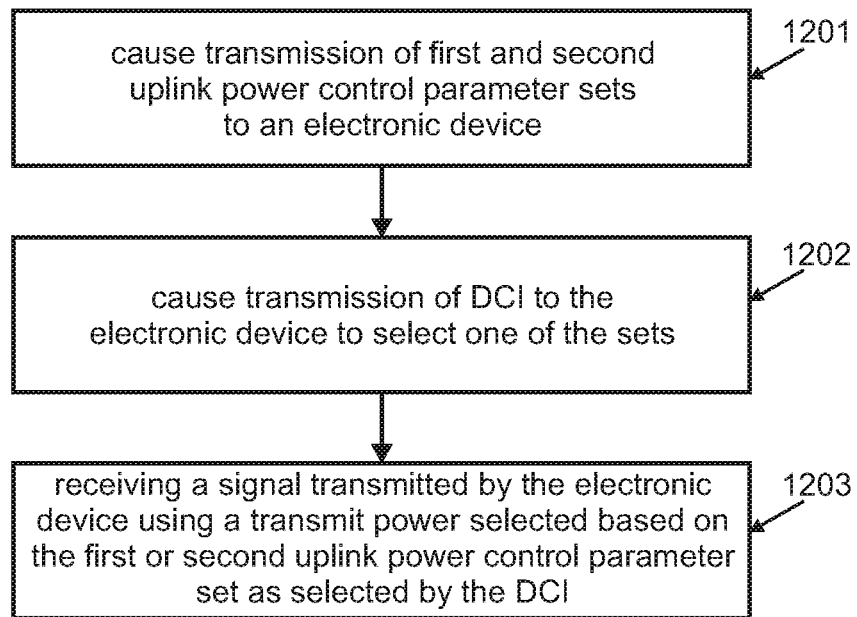 cause transmission of first and second
uplink power control parameter sets
to an electronic device
1201
cause transmission of DCI to the
electronic device to select one of the sets
1202
receiving a signal transmitted by the electronic
device using a transmit power selected based on
the first or second uplink power control parameter
set as selected by the DCI
1203